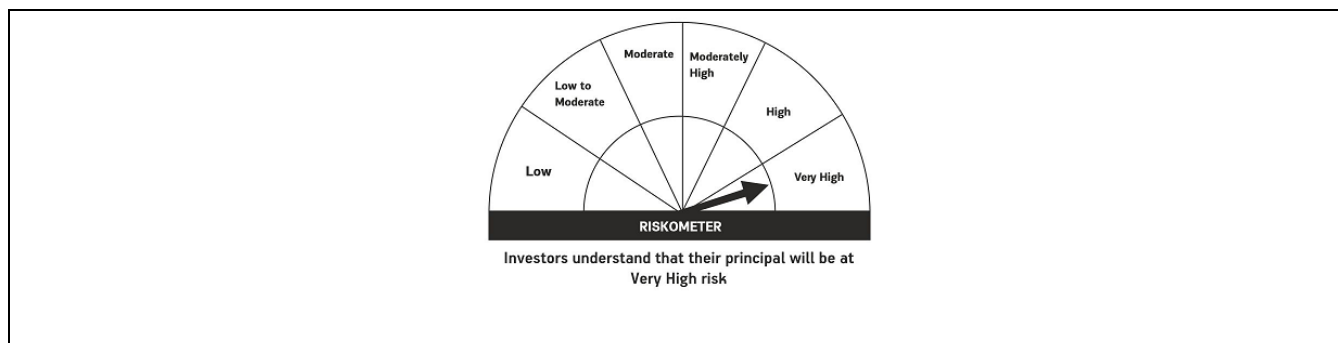 Moderate
Moderately
High
Low to
Moderate
High
Low
Very High
RISKOMETER
Investors understand that their principal will be at
Very High risk